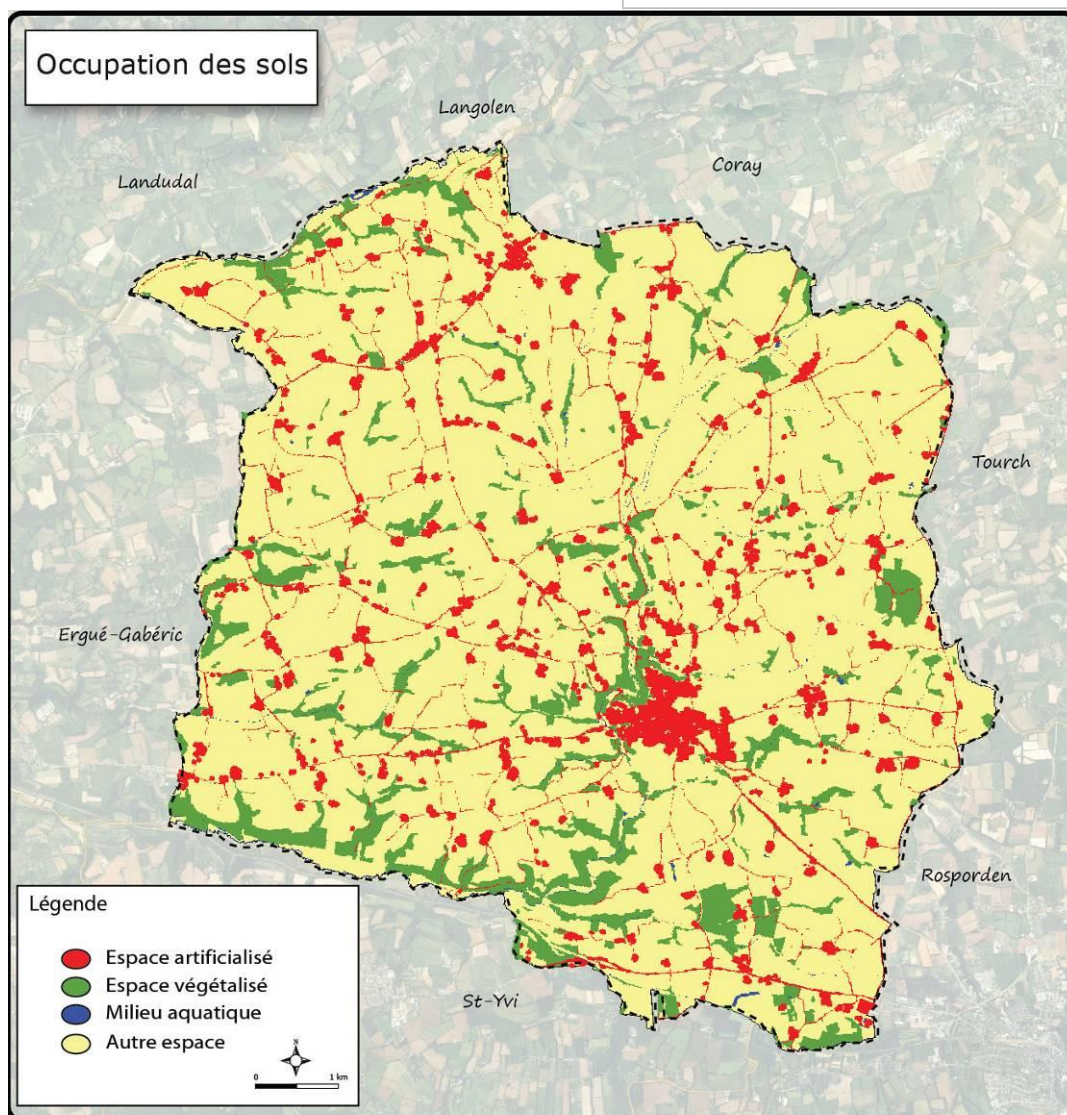 Occupation des sols
Langolen
Coray
Landudal
Tourch
Ergué-Gabéric
Rosporden
St-Yvi
Légende
Espace artificialisé
Espace végétalisé
Milieu aquatique
Autre espace
N
0 1 km